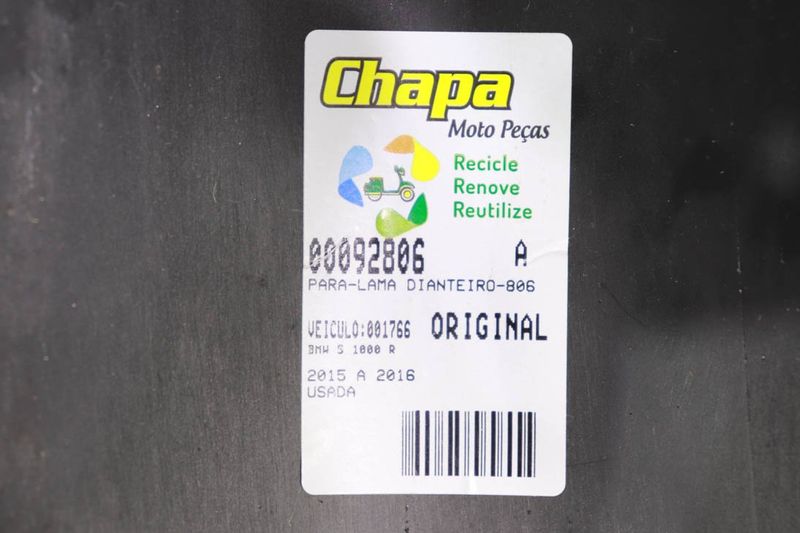 Chapa
Moto Peças
Recicle
Renove
Reutilize
00092806 A
PARA-LAMA DIANTEIRO-806
VEICULO:001766 ORIGINAL
BMW S 1000 R
2015 A 2016
USADA